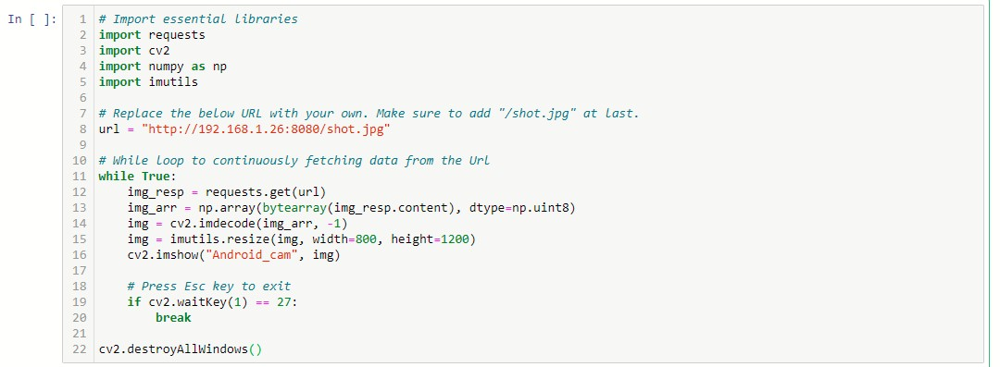 In [ ]:
1 # Import essential libraries
2 import requests
3 import cv2
4 import numpy as np
5 import imutils
6
7 # Replace the below URL with your own. Make sure to add "/shot.jpg" at last.
8 url = "http://192.168.1.26:8080/shot.jpg"
9
10 # While loop to continuously fetching data from the Url
11 while True:
12     img_resp = requests.get(url)
13     img_arr = np.array(bytearray(img_resp.content), dtype=np.uint8)
14     img = cv2.imdecode(img_arr, -1)
15     img = imutils.resize(img, width=800, height=1200)
16     cv2.imshow("Android_cam", img)
17
18     # Press Esc key to exit
19     if cv2.waitKey(1) == 27:
20         break
21
22 cv2.destroyAllWindows()